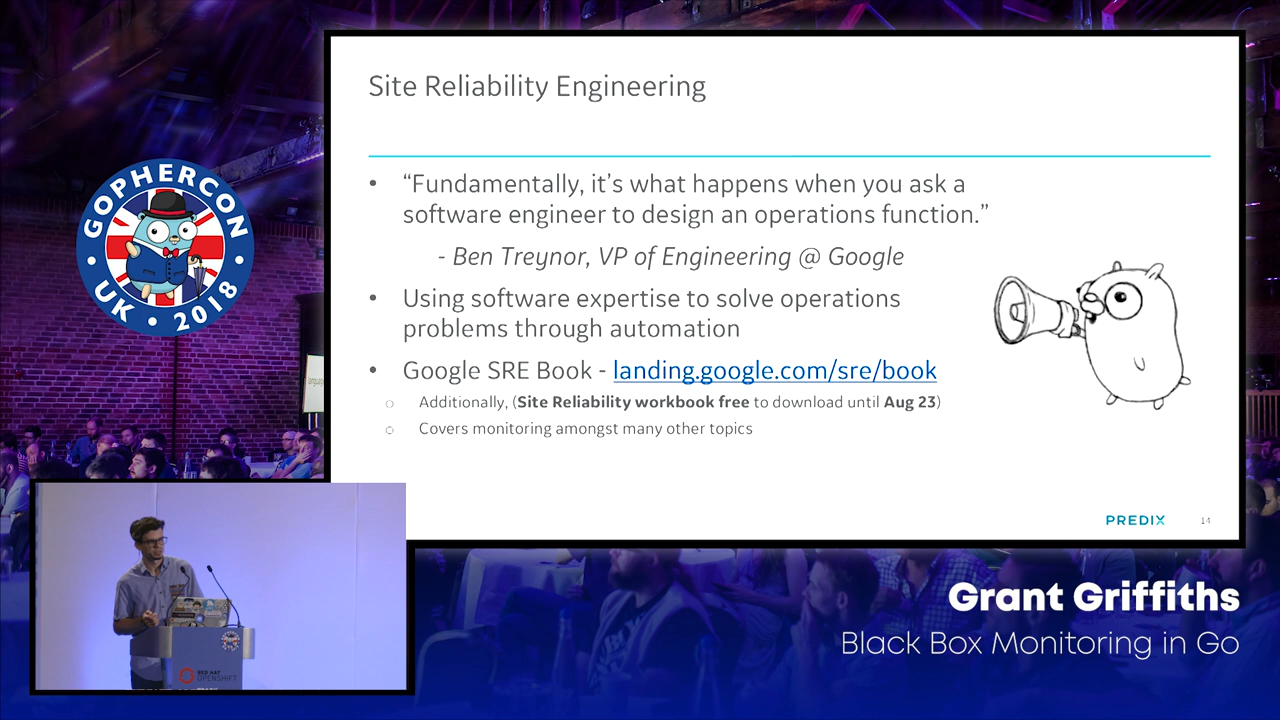 Site Reliability Engineering
• “Fundamentally, it’s what happens when you ask a
software engineer to design an operations function.”
- Ben Treynor, VP of Engineering @ Google
• Using software expertise to solve operations
problems through automation
• Google SRE Book - landing.google.com/sre/book
○ Additionally, (Site Reliability workbook free to download until Aug 23)
○ Covers monitoring amongst many other topics
PREDIX 14
GOPHERCON
UK • 2018
RED HAT
OPENSHIFT
Grant Griffiths
Black Box Monitoring in Go